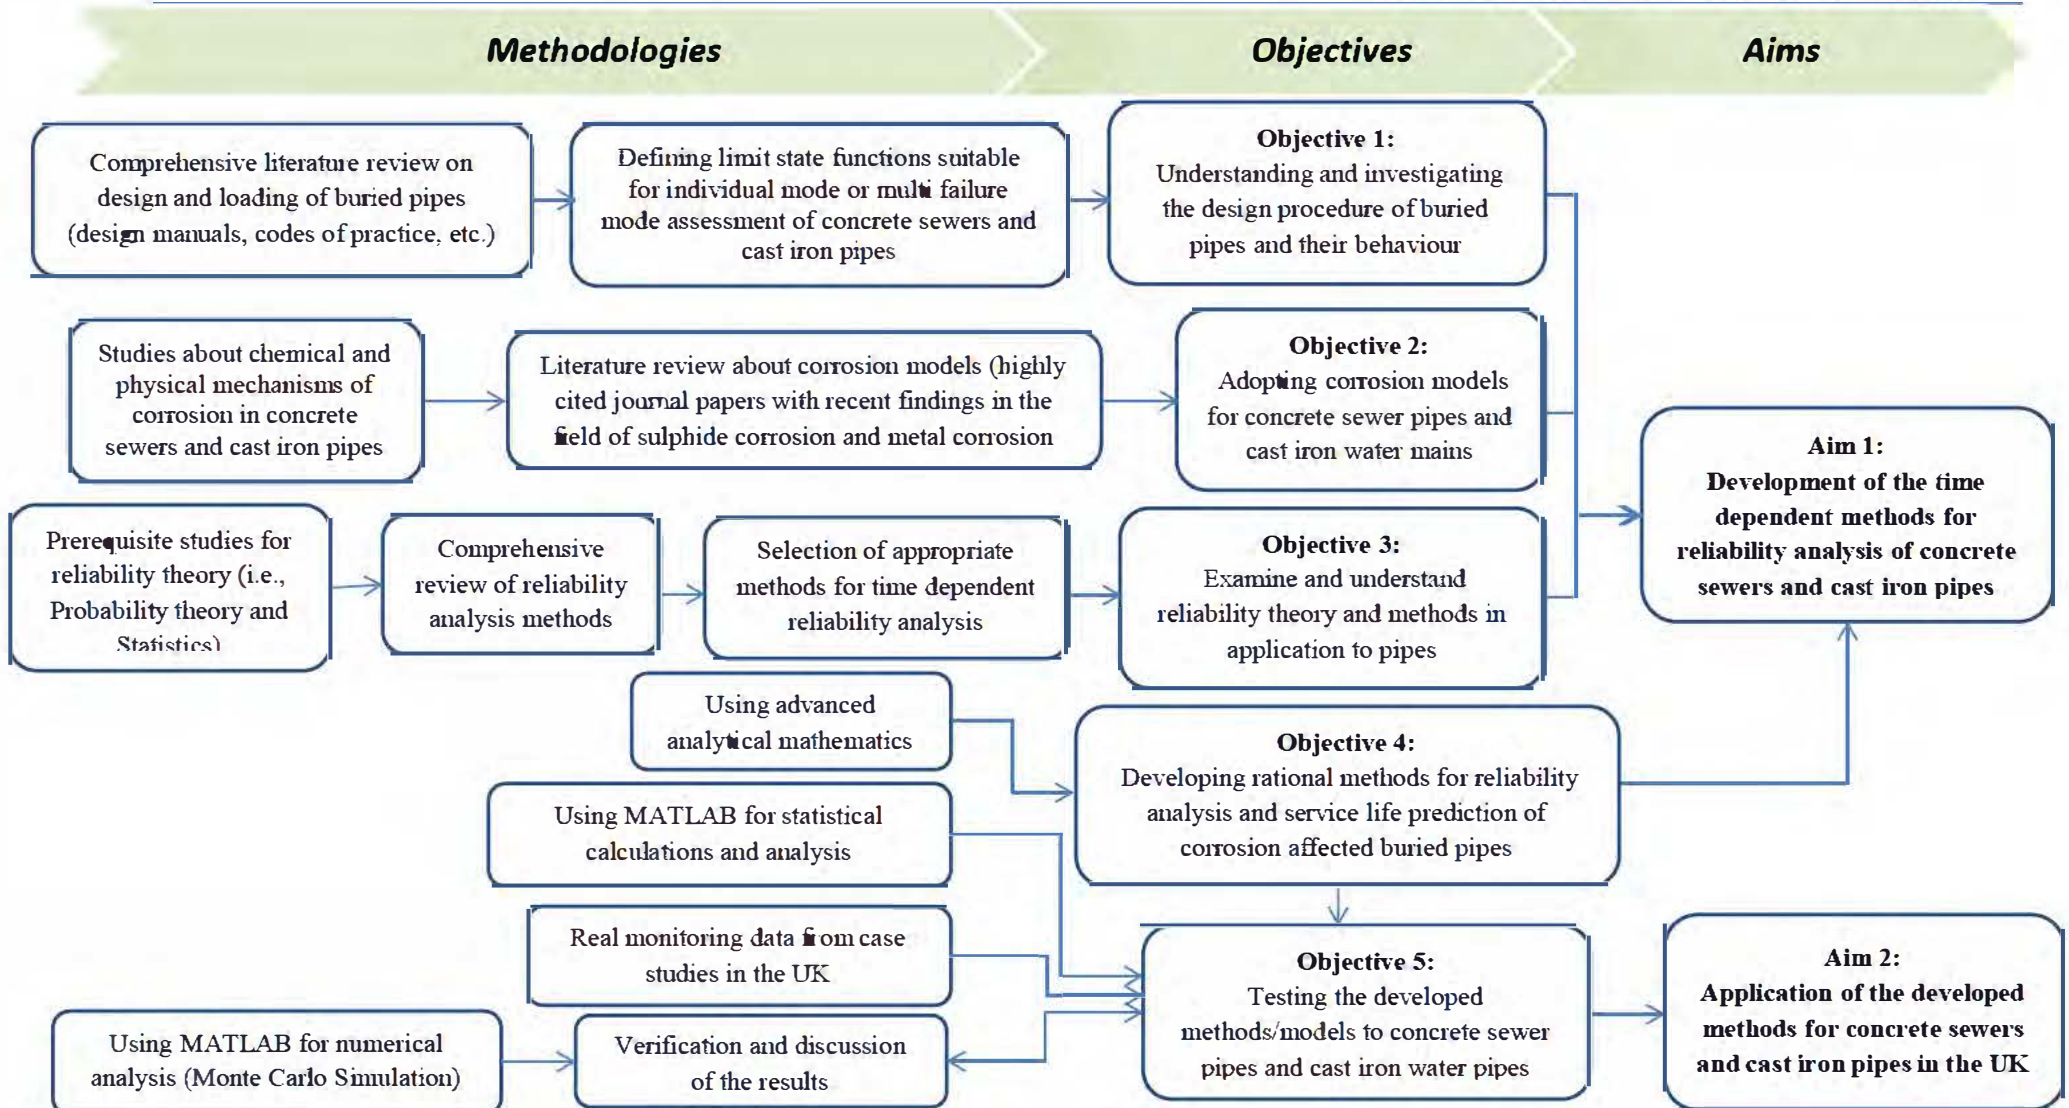 Methodologies
Objectives
Aims
Comprehensive literature review on
design and loading of buried pipes
(design manuals, codes of practice, etc.)
Defining limit state functions suitable
for individual mode or multi failure
mode assessment of concrete sewers and
cast iron pipes
Objective 1:
Understanding and investigating
the design procedure of buried
pipes and their behaviour
Studies about chemical and
physical mechanisms of
corrosion in concrete
sewers and cast iron pipes
Literature review about corrosion models (highly
cited journal papers with recent findings in the
field of sulphide corrosion and metal corrosion
Objective 2:
Adopting corrosion models
for concrete sewer pipes and
cast iron water mains
Prerequisite studies for
reliability theory (i.e.,
Probability theory and
Statistics)
Comprehensive
review of reliability
analysis methods
Selection of appropriate
methods for time dependent
reliability analysis
Objective 3:
Examine and understand
reliability theory and methods in
application to pipes
Aim 1:
Development of the time
dependent methods for
reliability analysis of concrete
sewers and cast iron pipes
Using advanced
analytical mathematics
Objective 4:
Developing rational methods for reliability
analysis and service life prediction of
corrosion affected buried pipes
Using MATLAB for statistical
calculations and analysis
Real monitoring data from case
studies in the UK
Using MATLAB for numerical
analysis (Monte Carlo Simulation)
Verification and discussion
of the results
Objective 5:
Testing the developed
methods/models to concrete sewer
pipes and cast iron water pipes
Aim 2:
Application of the developed
methods for concrete sewers
and cast iron pipes in the UK